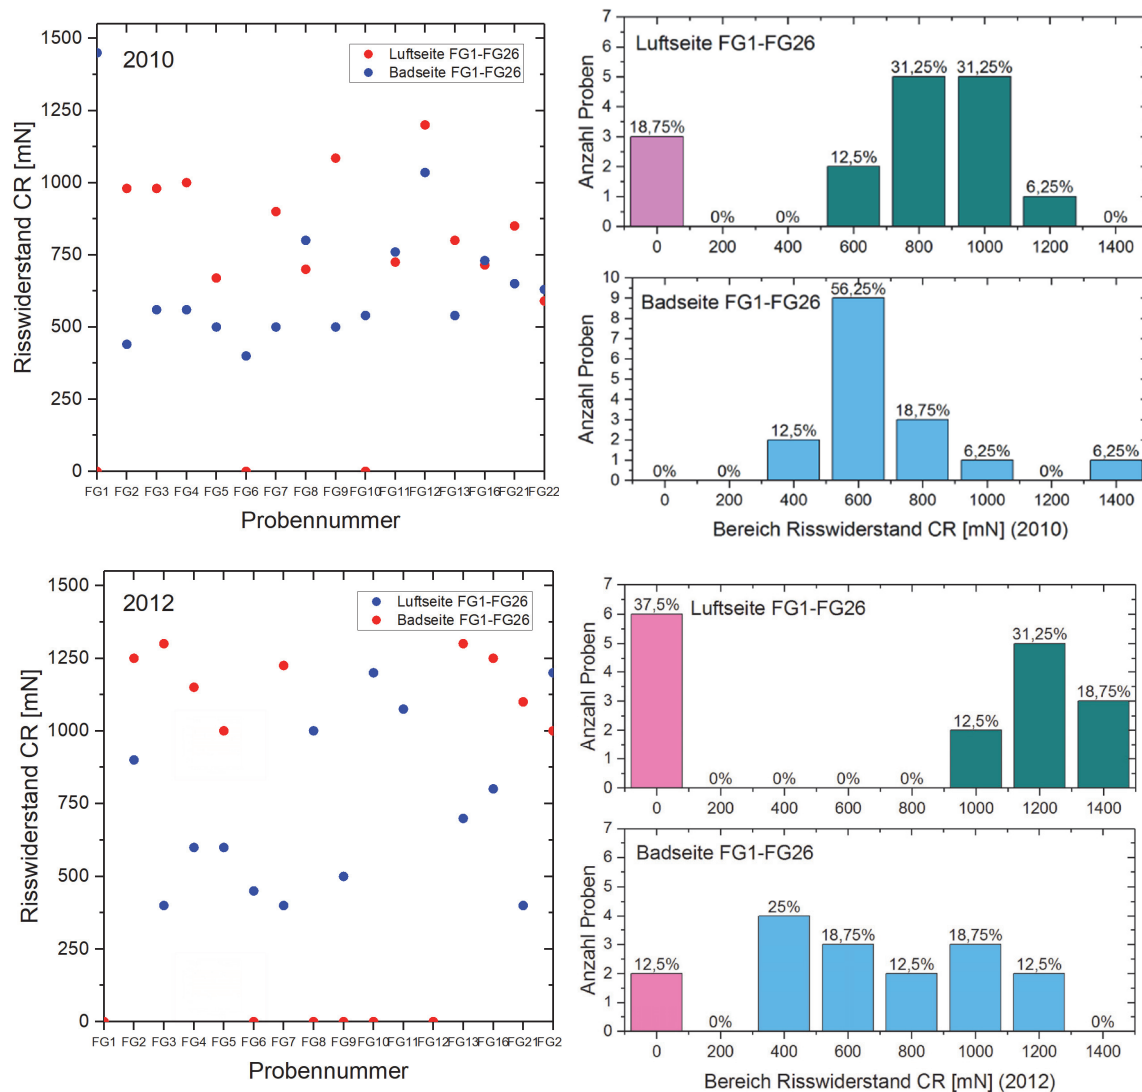 2010
Luftseite FG1-FG26
Badseite FG1-FG26
Risswiderstand CR [mN]
1500
1250
1000
750
500
250
0
FG1 FG2 FG3 FG4 FG5 FG6 FG7 FG8 FG9 FG10 FG11 FG12 FG13 FG16 FG21 FG22
Probennummer
Luftseite FG1-FG26
Anzahl Proben
7
6
5
4
3
2
1
0
18,75% 0% 0% 12,5% 31,25% 31,25% 6,25% 0%
0 200 400 600 800 1000 1200 1400
Badseite FG1-FG26
Anzahl Proben
10
9
8
7
6
5
4
3
2
1
0
0% 0% 12,5% 56,25% 18,75% 6,25% 0% 6,25%
0 200 400 600 800 1000 1200 1400
Bereich Risswiderstand CR [mN] (2010)
2012
Luftseite FG1-FG26
Badseite FG1-FG26
Risswiderstand CR [mN]
1500
1250
1000
750
500
250
0
FG1 FG2 FG3 FG4 FG5 FG6 FG7 FG8 FG9 FG10 FG11 FG12 FG13 FG16 FG21 FG2
Probennummer
Luftseite FG1-FG26
Anzahl Proben
7
6
5
4
3
2
1
0
37,5% 0% 0% 0% 0% 12,5% 31,25% 18,75%
0 200 400 600 800 1000 1200 1400
Badseite FG1-FG26
Anzahl Proben
7
6
5
4
3
2
1
0
12,5% 0% 25% 18,75% 12,5% 18,75% 12,5% 0%
0 200 400 600 800 1000 1200 1400
Bereich Risswiderstand CR [mN] (2012)